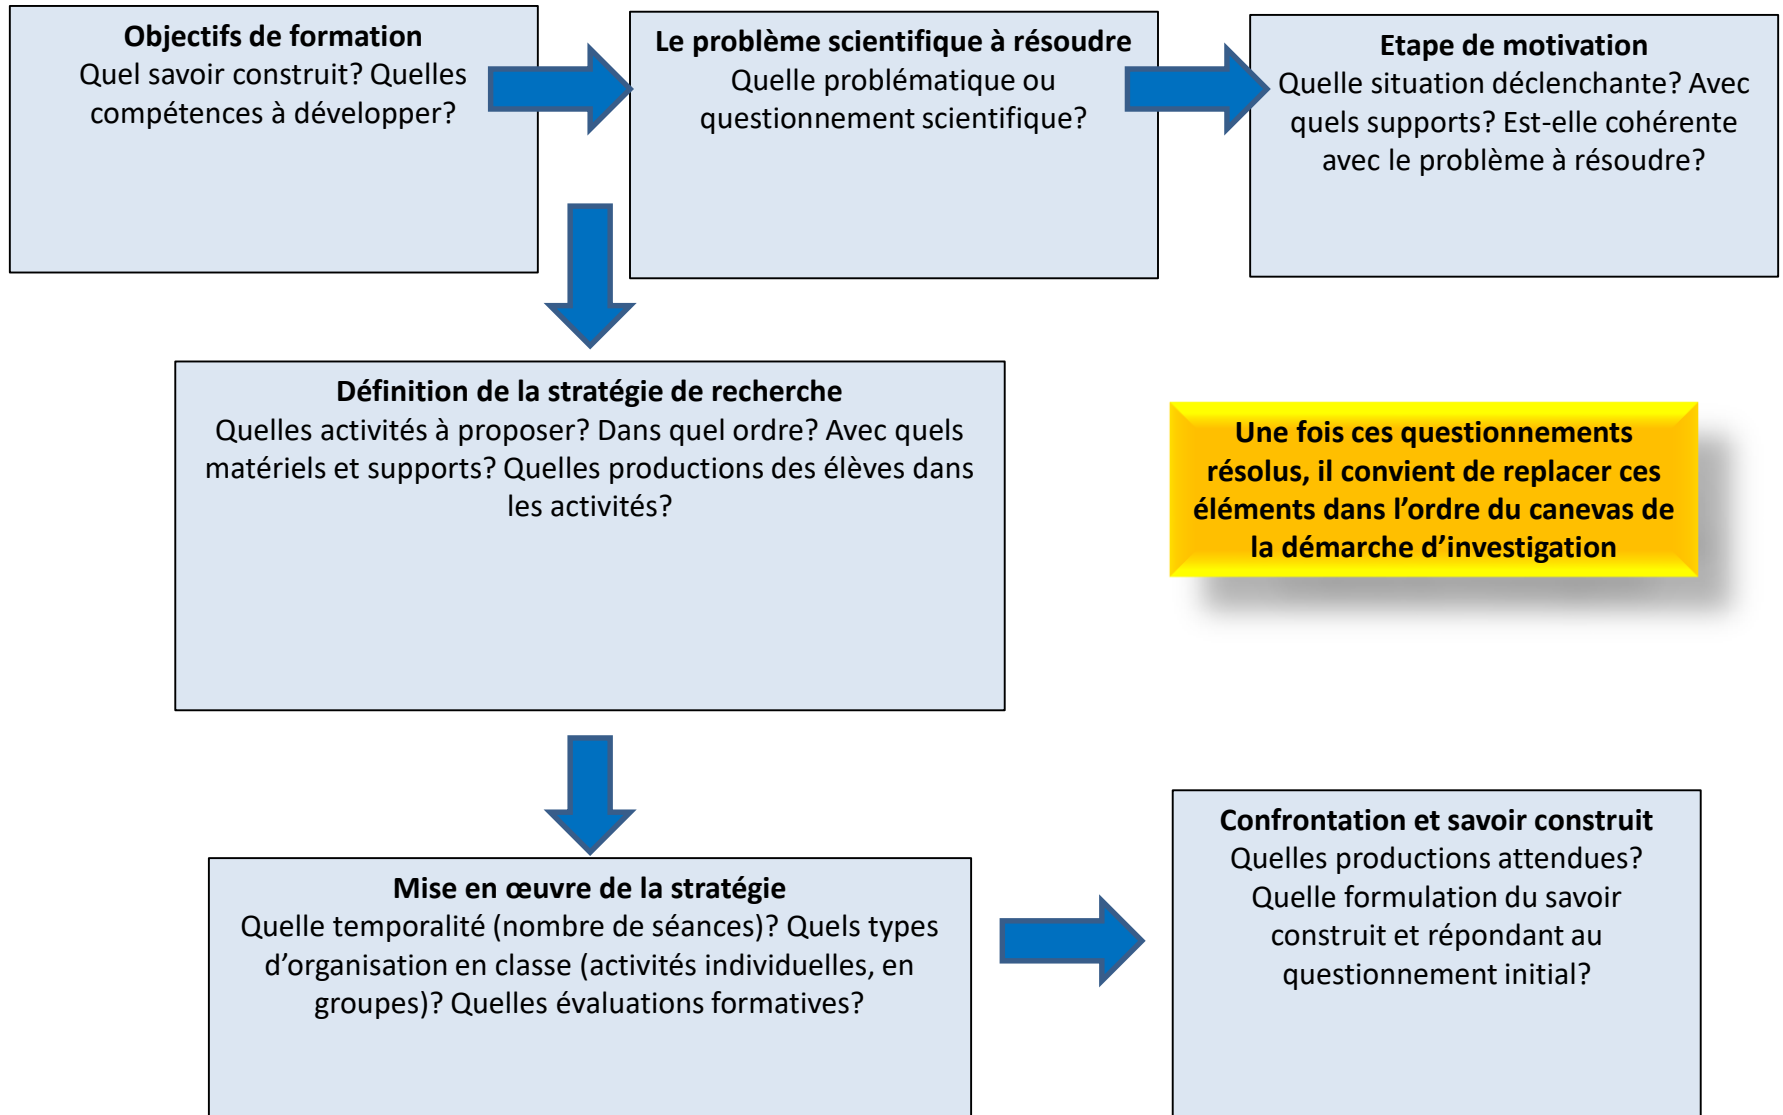 Objectifs de formation
Quel savoir construit? Quelles
compétences à développer?
Le problème scientifique à résoudre
Quelle problématique ou
questionnement scientifique?
Etape de motivation
Quelle situation déclenchante? Avec
quels supports? Est-elle cohérente
avec le problème à résoudre?
Définition de la stratégie de recherche
Quelles activités à proposer? Dans quel ordre? Avec quels
matériels et supports? Quelles productions des élèves dans
les activités?
Une fois ces questionnements
résolus, il convient de replacer ces
éléments dans l’ordre du canevas de
la démarche d’investigation
Mise en œuvre de la stratégie
Quelle temporalité (nombre de séances)? Quels types
d’organisation en classe (activités individuelles, en
groupes)? Quelles évaluations formatives?
Confrontation et savoir construit
Quelles productions attendues?
Quelle formulation du savoir
construit et répondant au
questionnement initial?